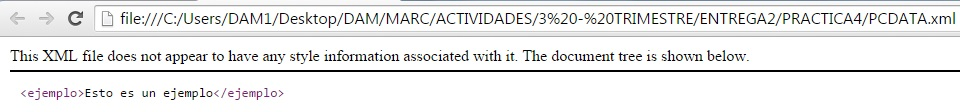 file:///C:/Users/DAM1/Desktop/DAM/MARC/ACTIVIDADES/3%20-%20TRIMESTRE/ENTREGA2/PRACTICA4/PCDATA.xml
This XML file does not appear to have any style information associated with it. The document tree is shown below.
<ejemplo>Esto es un ejemplo</ejemplo>